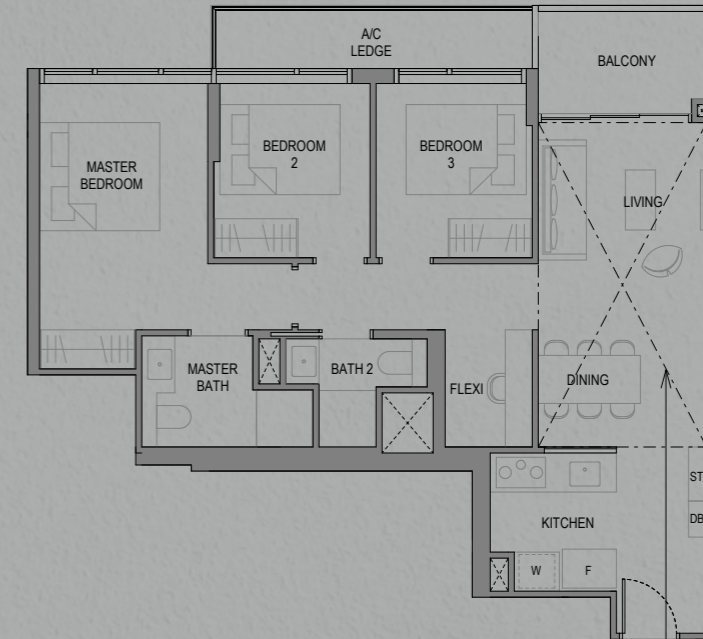 A/C
LEDGE
BALCONY
MASTER
BEDROOM
BEDROOM
2
BEDROOM
3
LIVING
MASTER
BATH
BATH 2
FLEXI
DINING
KITCHEN
ST
DB
W
F